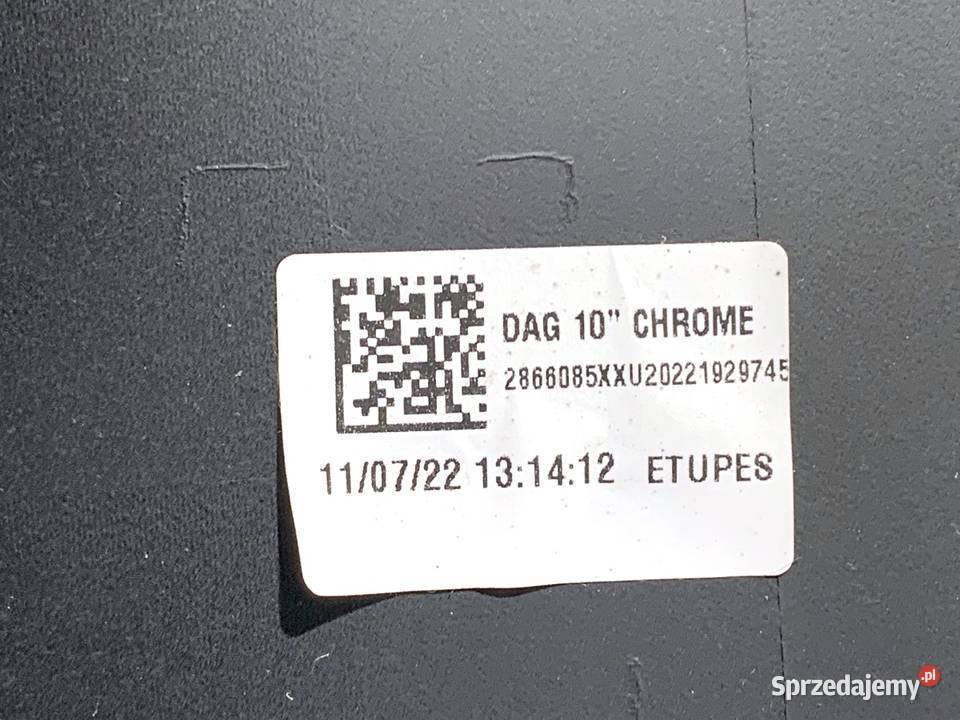 DAG 10" CHROME
2866085XXU20221929745
11/07/22 13:14:12 ETUPES
Sprzedajemy.pl